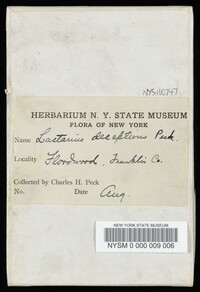 HERBARIUM N. Y. STATE MUSEUM
FLORA OF NEW YORK
Name Lactarius deceptivus Peck.
Locality Floodwood, Franklin Co.
Collected by Charles H. Peck
No. Date Aug.
NEW YORK STATE MUSEUM
NYSM 0 000 009 006